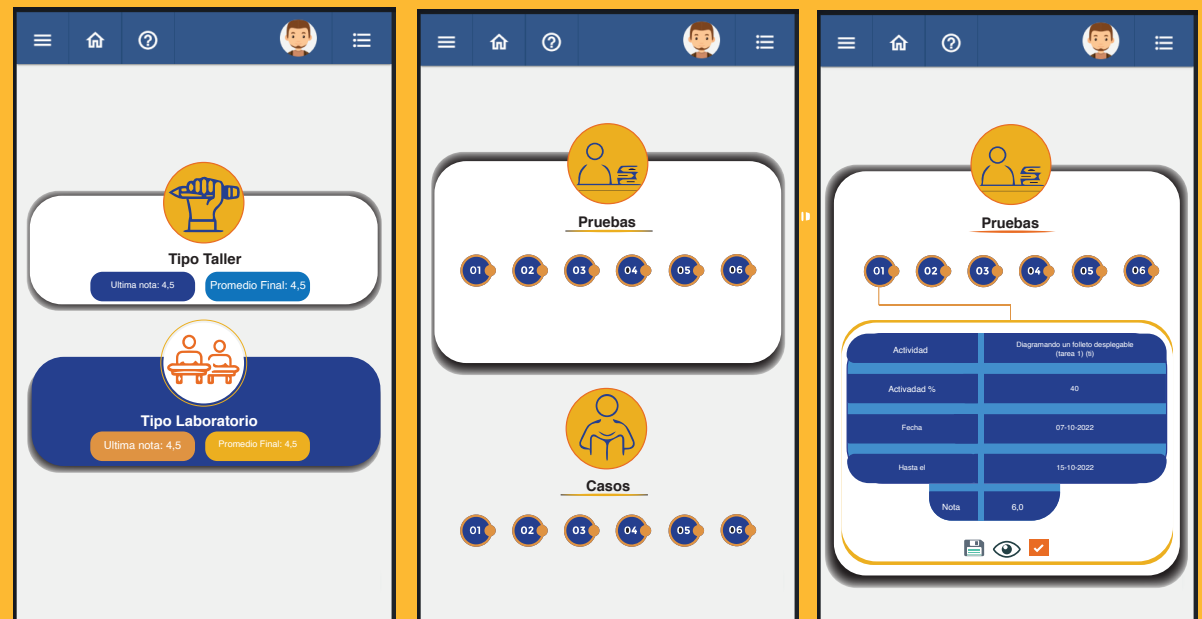 Tipo Taller
Ultima nota: 4,5
Promedio Final: 4,5
Tipo Laboratorio
Ultima nota: 4,5
Promedio Final: 4,5
Pruebas
01 02 03 04 05 06
Casos
01 02 03 04 05 06
Pruebas
01 02 03 04 05 06
Actividad
Diagramando un folleto desplegable
(tarea 1) (ti)
Activadad %
40
Fecha
07-10-2022
Hasta el
15-10-2022
Nota
6,0